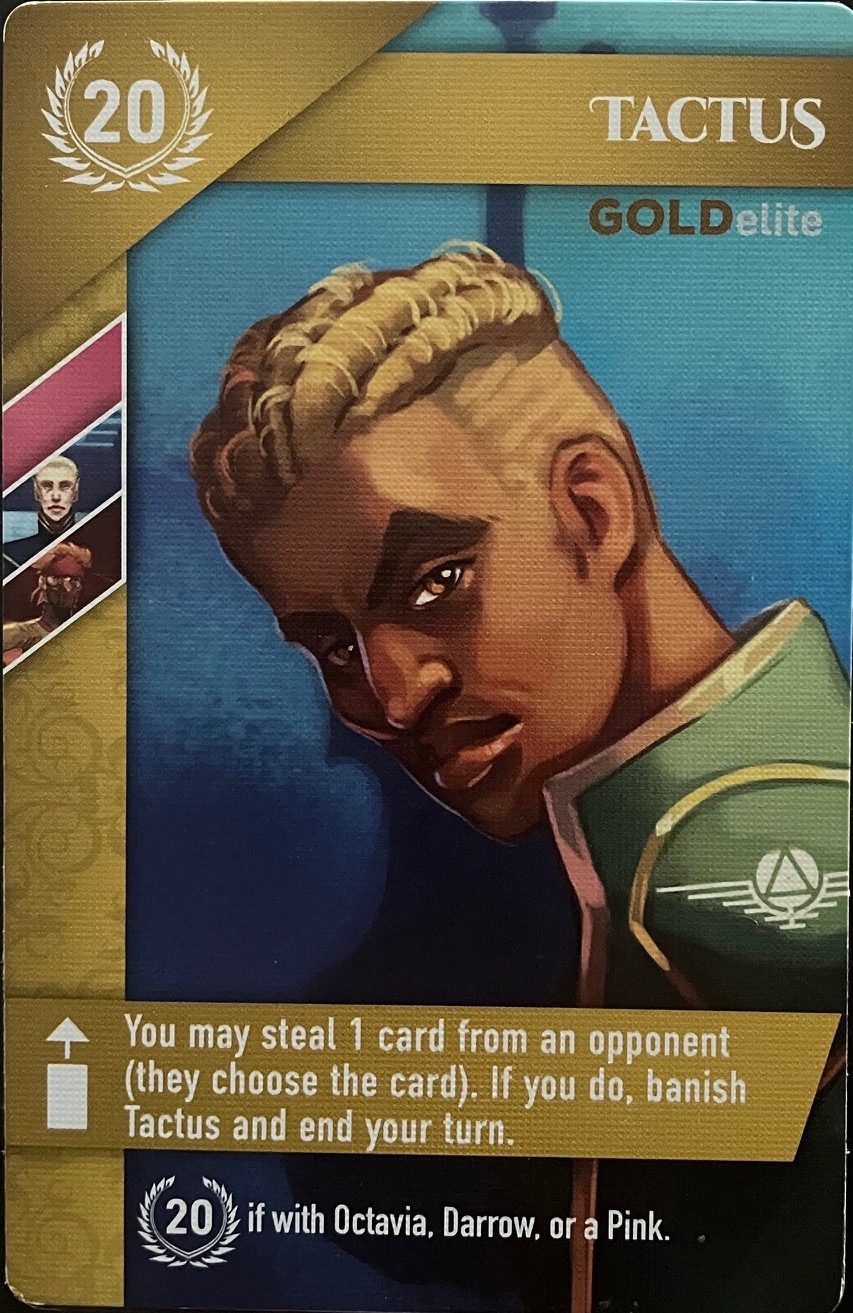 20
TACTUS
GOLDelite
You may steal 1 card from an opponent
(they choose the card). If you do, banish
Tactus and end your turn.
20 if with Octavia, Darrow, or a Pink.